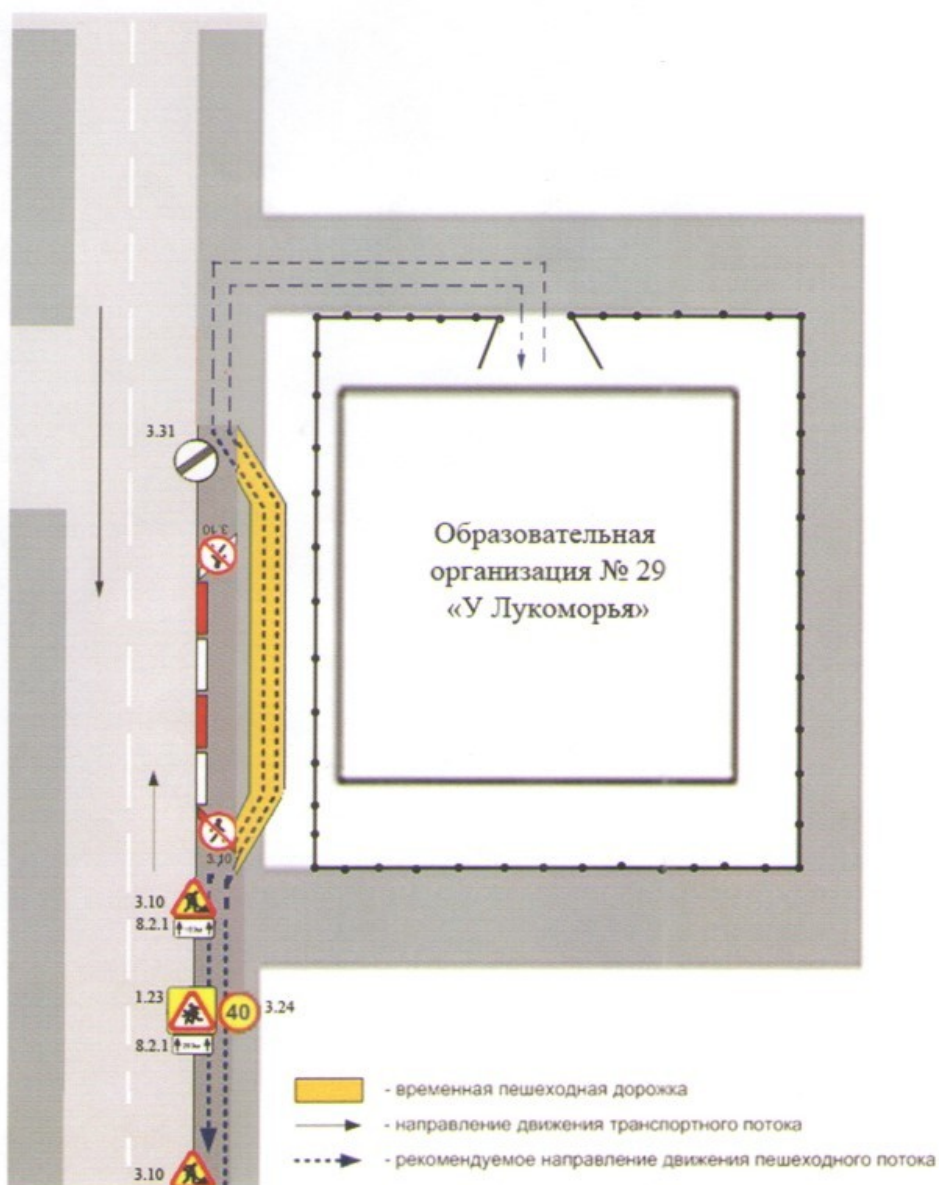 3.31
3.10
Образовательная
организация № 29
«У Лукоморья»
3.10
3.10
8.2.1
1.23
40
3.24
8.2.1
- временная пешеходная дорожка
- направление движения транспортного потока
- рекомендуемое направление движения пешеходного потока
3.10